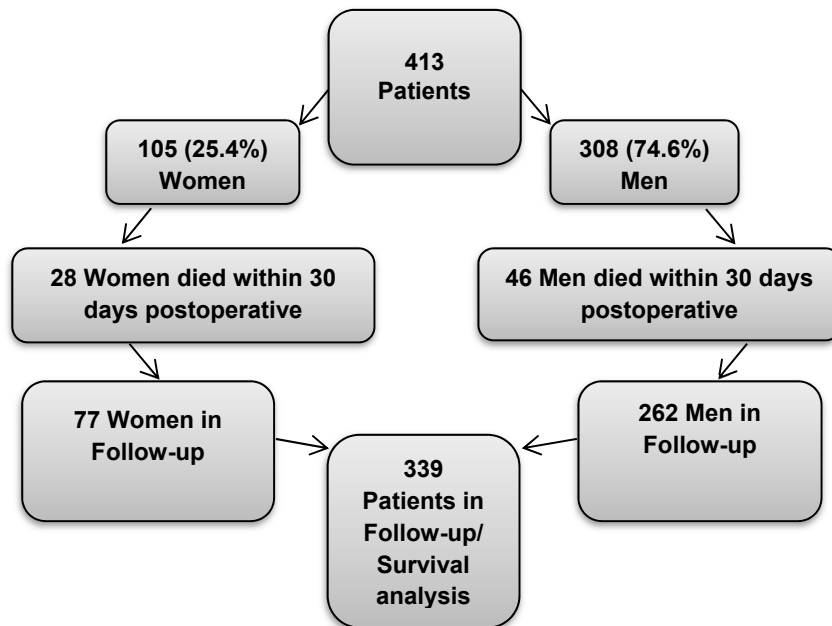 413
Patients
105 (25.4%)
Women
308 (74.6%)
Men
28 Women died within 30
days postoperative
46 Men died within 30 days
postoperative
77 Women in
Follow-up
262 Men in
Follow-up
339
Patients in
Follow-up/
Survival
analysis